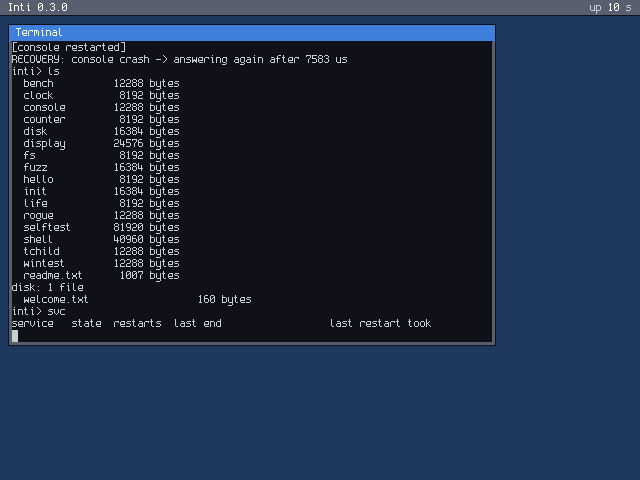 Inti 0.3.0
up 10 s
Terminal
[console restarted]
RECOVERY: console crash -> answering again after 7583 us
inti> ls
bench 12288 bytes
clock 8192 bytes
console 12288 bytes
counter 8192 bytes
disk 16384 bytes
display 24576 bytes
fs 8192 bytes
fuzz 16384 bytes
hello 8192 bytes
init 16384 bytes
life 8192 bytes
rogue 12288 bytes
selftest 81920 bytes
shell 40960 bytes
tchild 12288 bytes
wintest 12288 bytes
readme.txt 1007 bytes
disk: 1 file
welcome.txt 160 bytes
inti> svc
service state restarts last end last restart took